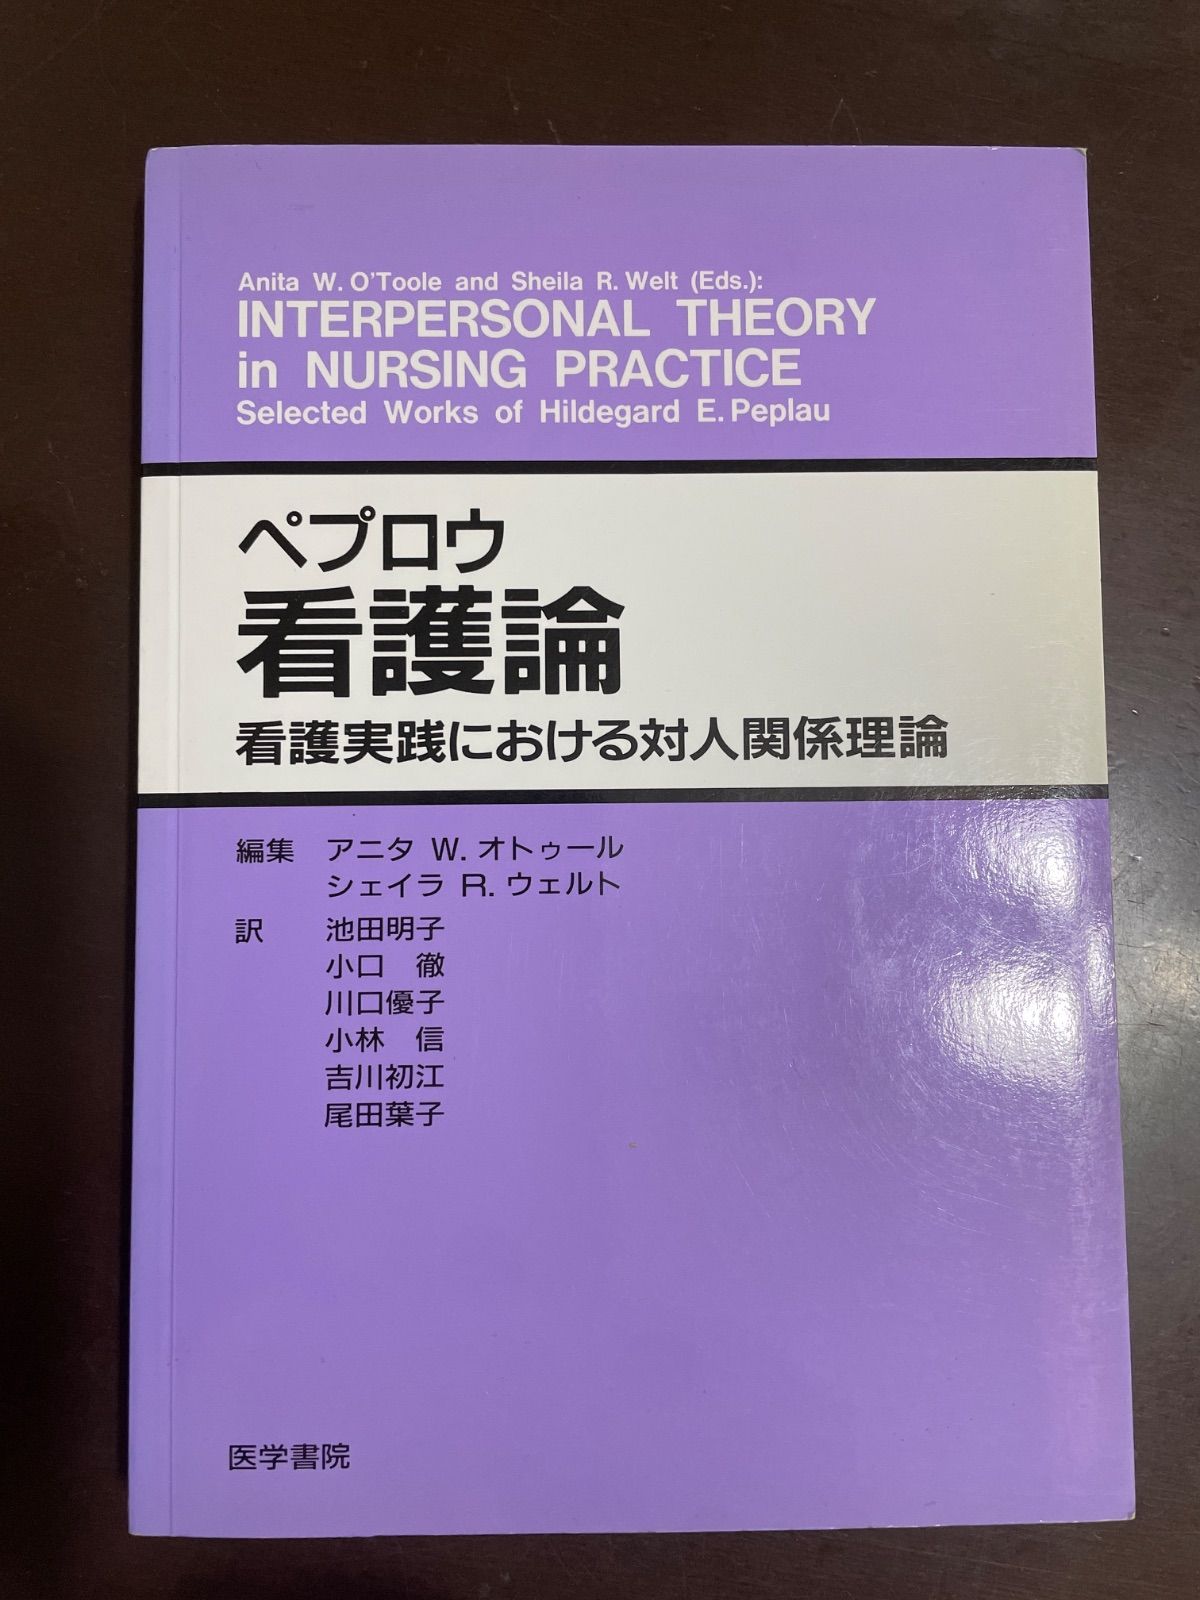 Anita W. O'Toole and Sheila R. Welt (Eds.):
INTERPERSONAL THEORY
in NURSING PRACTICE
Selected Works of Hildegard E. Peplau
ペプロウ
看護論
看護実践における対人関係理論
編集 アニタ W. オトゥール
シェイラ R. ウェルト
訳 池田明子
小口 徹
川口優子
小林 信
吉川初江
尾田葉子
医学書院